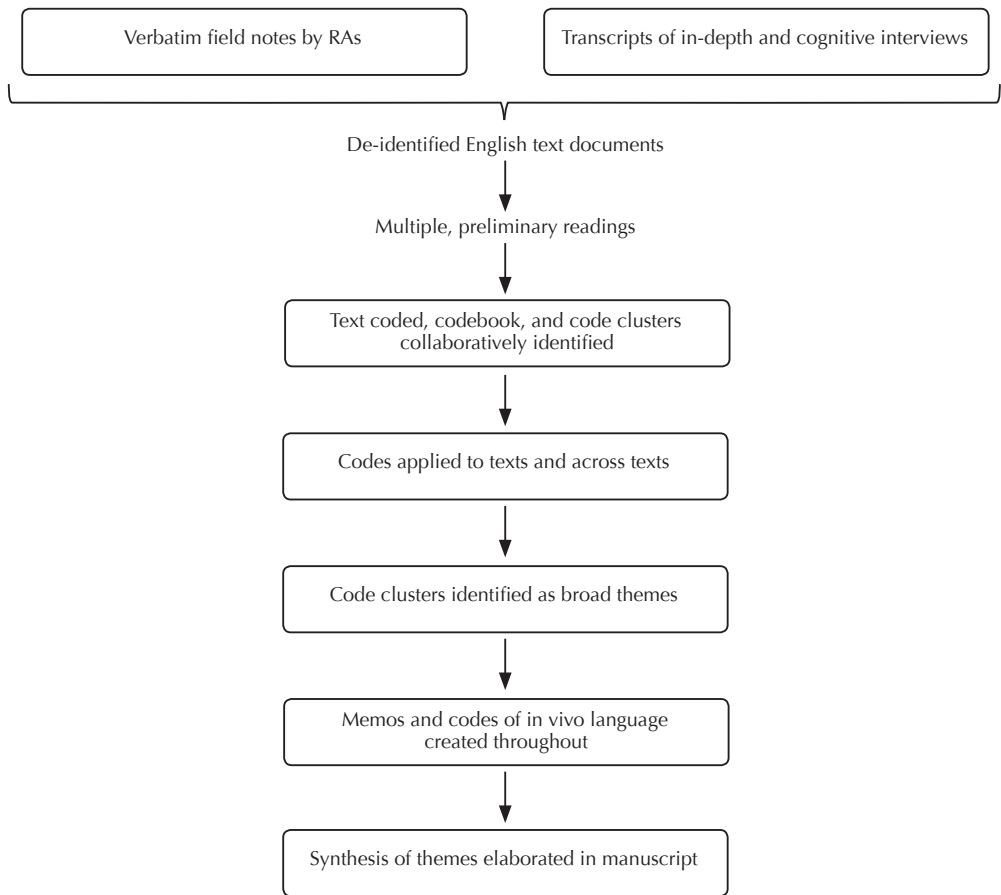 Verbatim field notes by RAs
Transcripts of in-depth and cognitive interviews
De-identified English text documents
Multiple, preliminary readings
Text coded, codebook, and code clusters
collaboratively identified
Codes applied to texts and across texts
Code clusters identified as broad themes
Memos and codes of in vivo language
created throughout
Synthesis of themes elaborated in manuscript